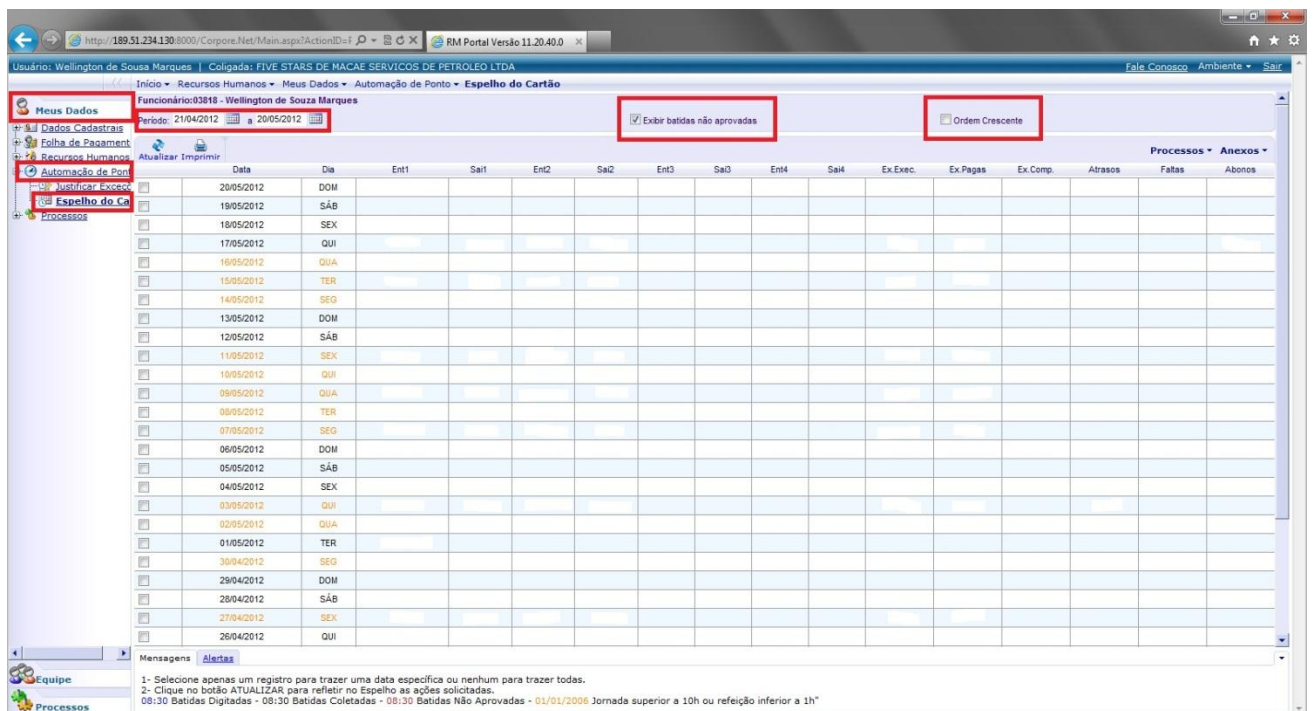 http://189.51.234.130:8000/Corpore.Net/Main.aspx?ActionID=F RM Portal Versão 11.20.40.0
Usuário: Wellington de Sousa Marques | Coligada: FIVE STARS DE MACAE SERVICOS DE PETROLEO LTDA Fale Conosco Ambiente Sair
Início Recursos Humanos Meus Dados Automação de Ponto Espelho do Cartão
Funcionário:03818 - Wellington de Souza Marques
Período: 21/04/2012 a 20/05/2012 Exibir batidas não aprovadas Ordem Crescente
Meus Dados
Dados Cadastrais
Folha de Pagament
Recursos Humanos
Automação de Pont
Justificar Excecç
Espelho do Ca
Processos
Atualizar Imprimir Processos Anexos
Data Dia Ent1 Sai1 Ent2 Sai2 Ent3 Sai3 Ent4 Sai4 Ex.Exec. Ex.Pagas Ex.Comp. Atrasos Faltas Abonos
20/05/2012 DOM
19/05/2012 SÁB
18/05/2012 SEX
17/05/2012 QUI
16/05/2012 QUA
15/05/2012 TER
14/05/2012 SEG
13/05/2012 DOM
12/05/2012 SÁB
11/05/2012 SEX
10/05/2012 QUI
09/05/2012 QUA
08/05/2012 TER
07/05/2012 SEG
06/05/2012 DOM
05/05/2012 SÁB
04/05/2012 SEX
03/05/2012 QUI
02/05/2012 QUA
01/05/2012 TER
30/04/2012 SEG
29/04/2012 DOM
28/04/2012 SÁB
27/04/2012 SEX
26/04/2012 QUI
Equipe
Processos
Mensagens Alertas
1- Selecione apenas um registro para trazer uma data específica ou nenhum para trazer todas.
2- Clique no botão ATUALIZAR para refletir no Espelho as ações solicitadas.
08:30 Batidas Digitadas - 08:30 Batidas Coletadas - 08:30 Batidas Não Aprovadas - 01/01/2006 Jornada superior a 10h ou refeição inferior a 1h"